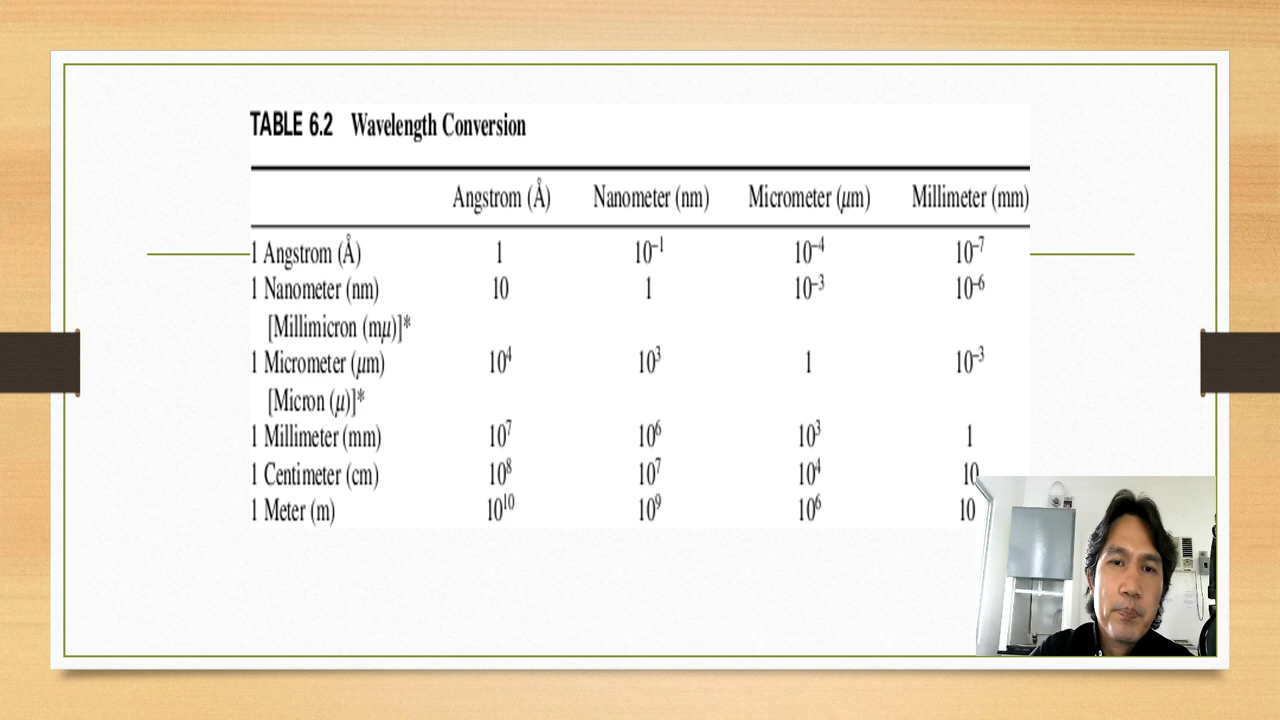 TABLE 6.2 Wavelength Conversion
Angstrom (Å) Nanometer (nm) Micrometer (μm) Millimeter (mm)
1 Angstrom (Å) 1 10⁻¹ 10⁻⁴ 10⁻⁷
1 Nanometer (nm) 10 1 10⁻³ 10⁻⁶
[Millimicron (mμ)]*
1 Micrometer (μm) 10⁴ 10³ 1 10⁻³
[Micron (μ)]*
1 Millimeter (mm) 10⁷ 10⁶ 10³ 1
1 Centimeter (cm) 10⁸ 10⁷ 10⁴ 10
1 Meter (m) 10¹⁰ 10⁹ 10⁶ 10